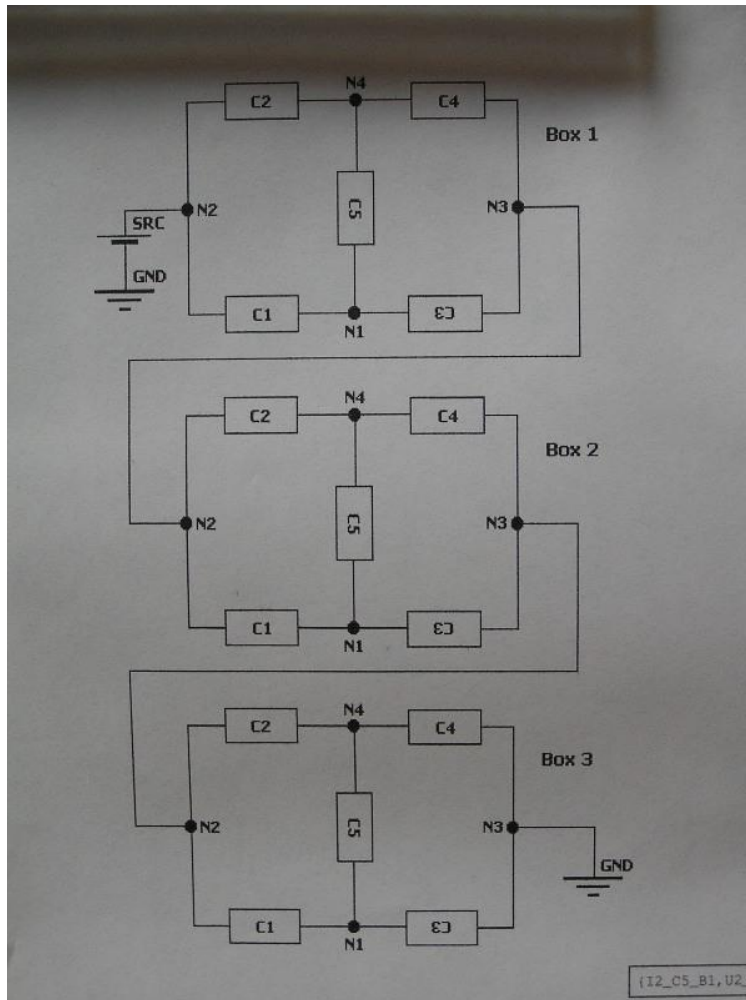 N4
C2
C4
Box 1
C5
N2
N3
SRC
GND
C1
C3
N1
N4
C2
C4
Box 2
C5
N2
N3
C1
C3
N1
N4
C2
C4
Box 3
C5
N2
N3
GND
C1
C3
N1
(I2_C5_B1,U2_